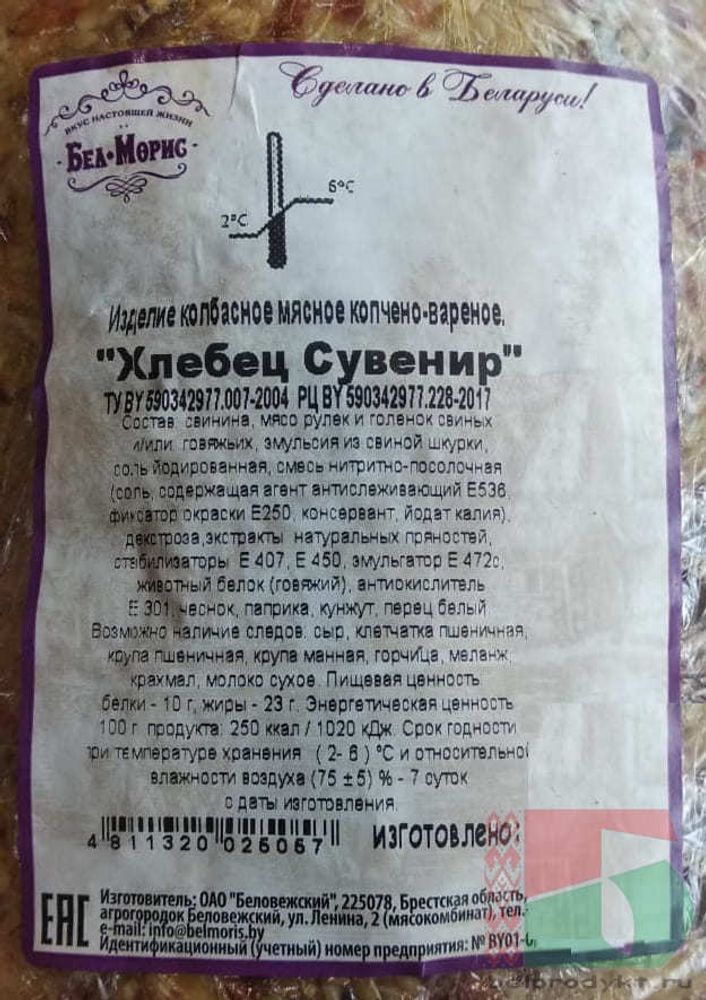 Сделано в Беларуси!
ВКУС НАСТОЯЩЕЙ ЖИЗНИ
БЕЛ•МОРИС
6°C
2°C
Изделие колбасное мясное копчено-вареное.
"Хлебец Сувенир"
ТУ BY 590342977.007-2004 РЦ BY 590342977.228-2017
Состав: свинина, мясо рулек и голенок свиных
и/или говяжьих, эмульсия из свиной шкурки,
соль йодированная, смесь нитритно-посолочная
(соль, содержащая агент антислеживающий Е536,
фиксатор окраски Е250, консервант, йодат калия),
декстроза,экстракты натуральных пряностей,
стабилизаторы Е 407, Е 450, эмульгатор Е 472с,
животный белок (говяжий), антиокислитель
Е 301, чеснок, паприка, кунжут, перец белый
Возможно наличие следов: сыр, клетчатка пшеничная,
крупа пшеничная, крупа манная, горчица, меланж,
крахмал, молоко сухое. Пищевая ценность
белки - 10 г, жиры - 23 г. Энергетическая ценность
100 г продукта: 250 ккал / 1020 кДж. Срок годности
при температуре хранения ( 2- 6 ) °C и относительной
влажности воздуха (75 ±5) % - 7 суток
с даты изготовления.
4 811320 025057
изготовлено:
EAC
Изготовитель: ОАО "Беловежский", 225078, Брестская область,
агрогородок Беловежский, ул. Ленина, 2 (мясокомбинат), тел.
e-mail: info@belmoris.by
Идентификационный (учетный) номер предприятия: № BY01-
belprodykt.ru